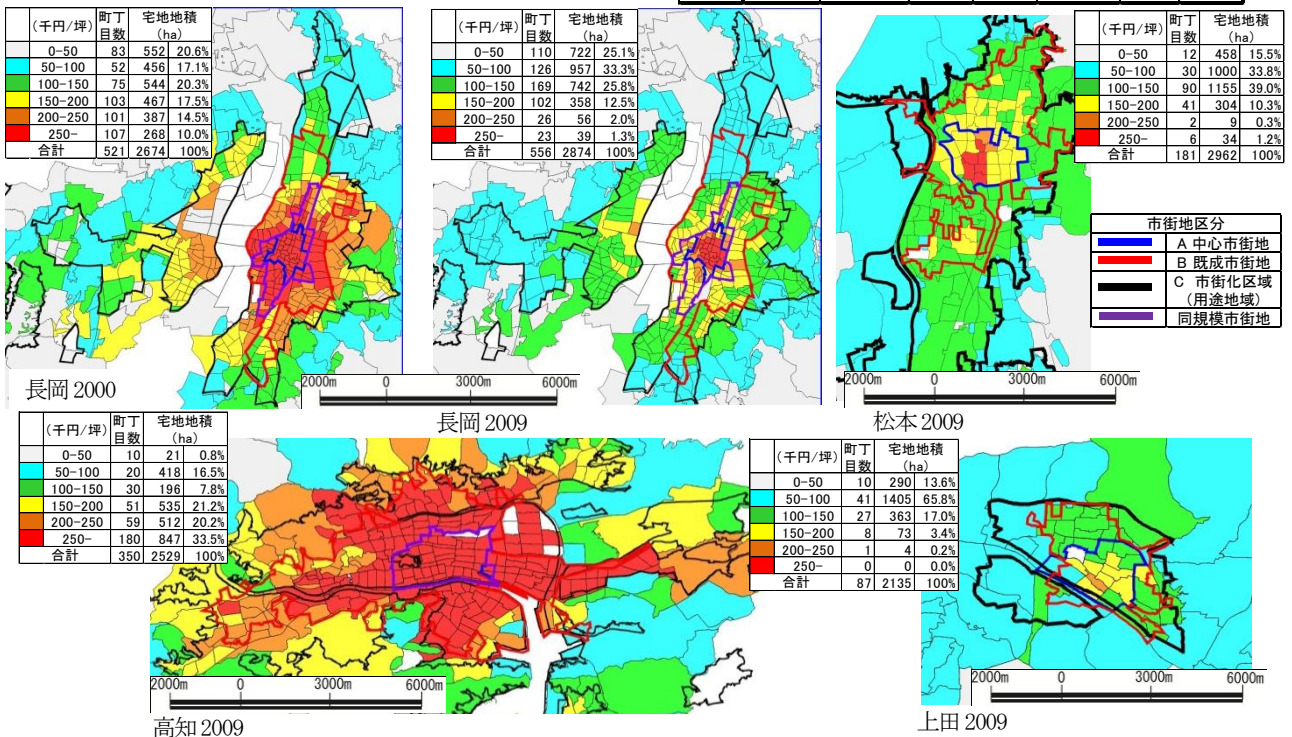 (千円/坪) 町丁目数 宅地地積(ha)
0-50 83 552 20.6%
50-100 52 456 17.1%
100-150 75 544 20.3%
150-200 103 467 17.5%
200-250 101 387 14.5%
250- 107 268 10.0%
合計 521 2674 100%
長岡 2000
2000m 0 3000m 6000m
(千円/坪) 町丁目数 宅地地積(ha)
0-50 110 722 25.1%
50-100 126 957 33.3%
100-150 169 742 25.8%
150-200 102 358 12.5%
200-250 26 56 2.0%
250- 23 39 1.3%
合計 556 2874 100%
長岡 2009
(千円/坪) 町丁目数 宅地地積(ha)
0-50 12 458 15.5%
50-100 30 1000 33.8%
100-150 90 1155 39.0%
150-200 41 304 10.3%
200-250 2 9 0.3%
250- 6 34 1.2%
合計 181 2962 100%
市街地区分
A 中心市街地
B 既成市街地
C 市街化区域
(用途地域)
同規模市街地
2000m 0 3000m 6000m
松本 2009
(千円/坪) 町丁目数 宅地地積(ha)
0-50 10 21 0.8%
50-100 20 418 16.5%
100-150 30 196 7.8%
150-200 51 535 21.2%
200-250 59 512 20.2%
250- 180 847 33.5%
合計 350 2529 100%
2000m 0 3000m 6000m
高知 2009
(千円/坪) 町丁目数 宅地地積(ha)
0-50 10 290 13.6%
50-100 41 1405 65.8%
100-150 27 363 17.0%
150-200 8 73 3.4%
200-250 1 4 0.2%
250- 0 0 0.0%
合計 87 2135 100%
2000m 0 3000m 6000m
上田 2009